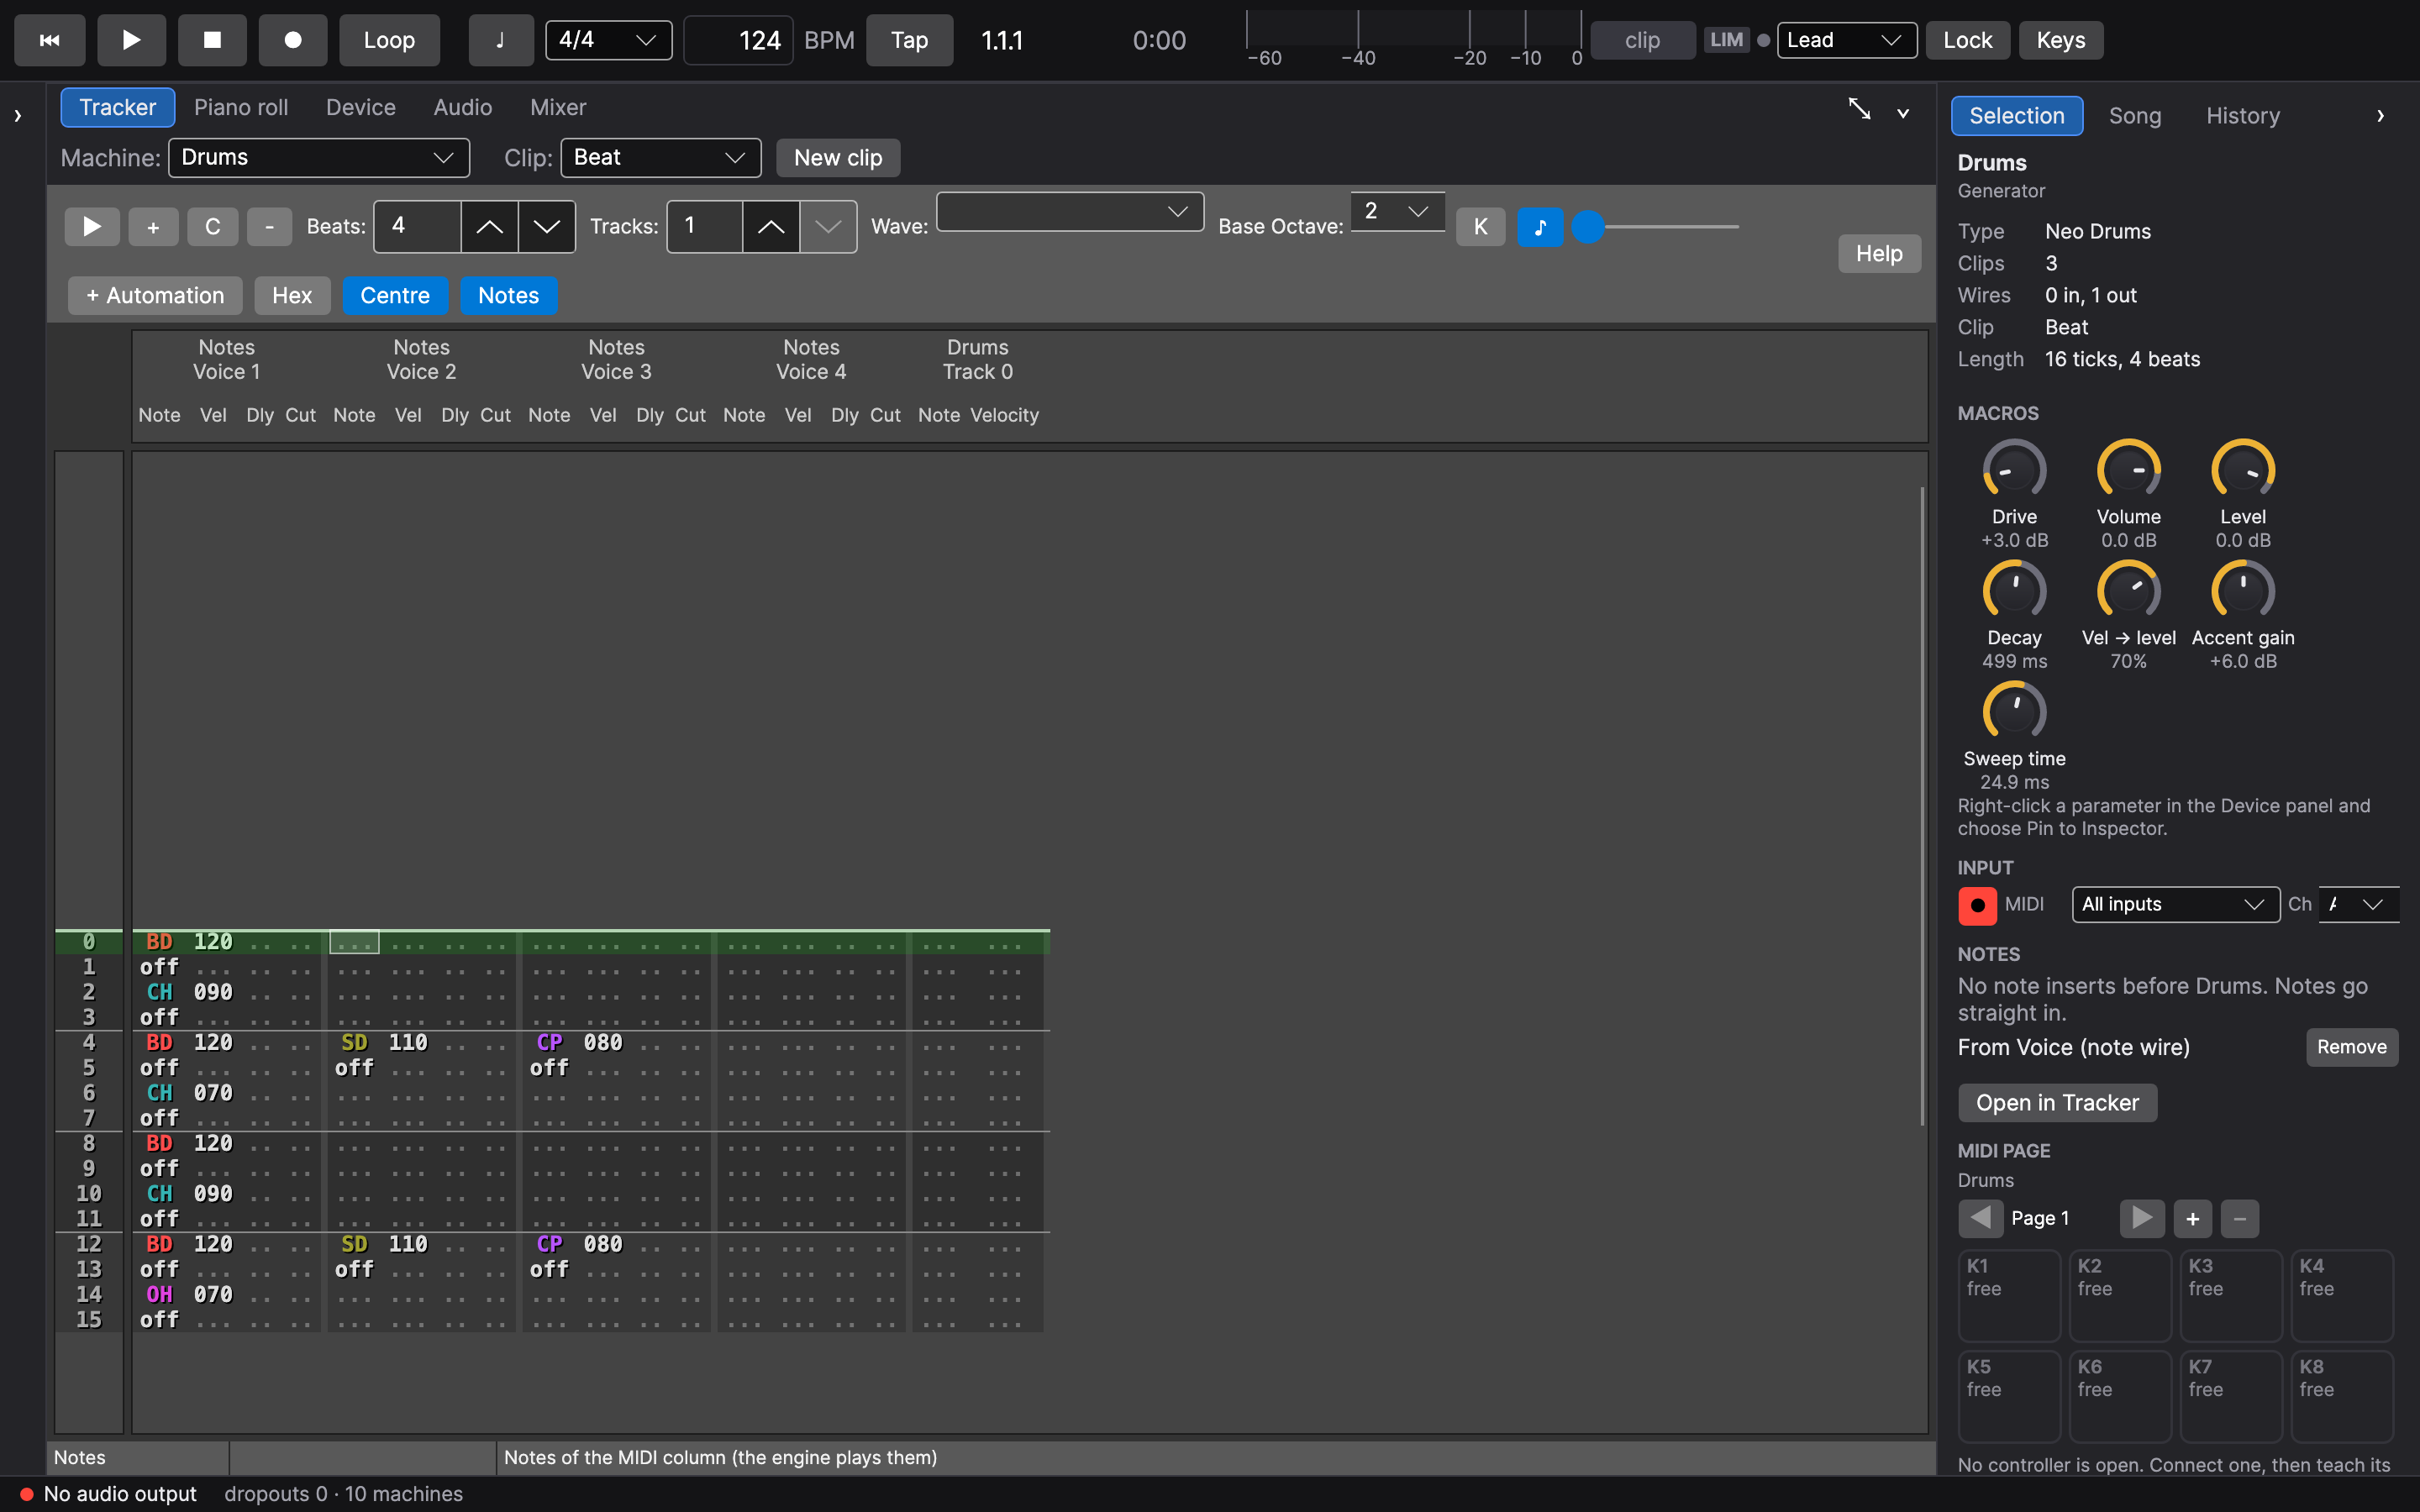 Loop 4/4 124 BPM Tap 1.1.1 0:00 −60 −40 −20 −10 0 clip LIM Lead Lock Keys
Tracker Piano roll Device Audio Mixer
Machine: Drums Clip: Beat New clip
+ C - Beats: 4 Tracks: 1 Wave: Base Octave: 2 K Help
+ Automation Hex Centre Notes
Notes Notes Notes Notes Drums
Voice 1 Voice 2 Voice 3 Voice 4 Track 0
Note Vel Dly Cut Note Vel Dly Cut Note Vel Dly Cut Note Vel Dly Cut Note Velocity
0 BD 120 .. .. ... ... .. .. ... ... .. .. ... ... .. .. ... ...
1 off ... .. .. ... ... .. .. ... ... .. .. ... ... .. .. ... ...
2 CH 090 .. .. ... ... .. .. ... ... .. .. ... ... .. .. ... ...
3 off ... .. .. ... ... .. .. ... ... .. .. ... ... .. .. ... ...
4 BD 120 .. .. SD 110 .. .. CP 080 .. .. ... ... .. .. ... ...
5 off ... .. .. off ... .. .. off ... .. .. ... ... .. .. ... ...
6 CH 070 .. .. ... ... .. .. ... ... .. .. ... ... .. .. ... ...
7 off ... .. .. ... ... .. .. ... ... .. .. ... ... .. .. ... ...
8 BD 120 .. .. ... ... .. .. ... ... .. .. ... ... .. .. ... ...
9 off ... .. .. ... ... .. .. ... ... .. .. ... ... .. .. ... ...
10 CH 090 .. .. ... ... .. .. ... ... .. .. ... ... .. .. ... ...
11 off ... .. .. ... ... .. .. ... ... .. .. ... ... .. .. ... ...
12 BD 120 .. .. SD 110 .. .. CP 080 .. .. ... ... .. .. ... ...
13 off ... .. .. off ... .. .. off ... .. .. ... ... .. .. ... ...
14 OH 070 .. .. ... ... .. .. ... ... .. .. ... ... .. .. ... ...
15 off ... .. .. ... ... .. .. ... ... .. .. ... ... .. .. ... ...
Notes Notes of the MIDI column (the engine plays them)
No audio output dropouts 0 · 10 machines
Selection Song History
Drums
Generator
Type Neo Drums
Clips 3
Wires 0 in, 1 out
Clip Beat
Length 16 ticks, 4 beats
MACROS
Drive Volume Level
+3.0 dB 0.0 dB 0.0 dB
Decay Vel → level Accent gain
499 ms 70% +6.0 dB
Sweep time
24.9 ms
Right-click a parameter in the Device panel and
choose Pin to Inspector.
INPUT
MIDI All inputs Ch
NOTES
No note inserts before Drums. Notes go
straight in.
From Voice (note wire) Remove
Open in Tracker
MIDI PAGE
Drums
Page 1 + −
K1 K2 K3 K4
free free free free
K5 K6 K7 K8
free free free free
No controller is open. Connect one, then teach its